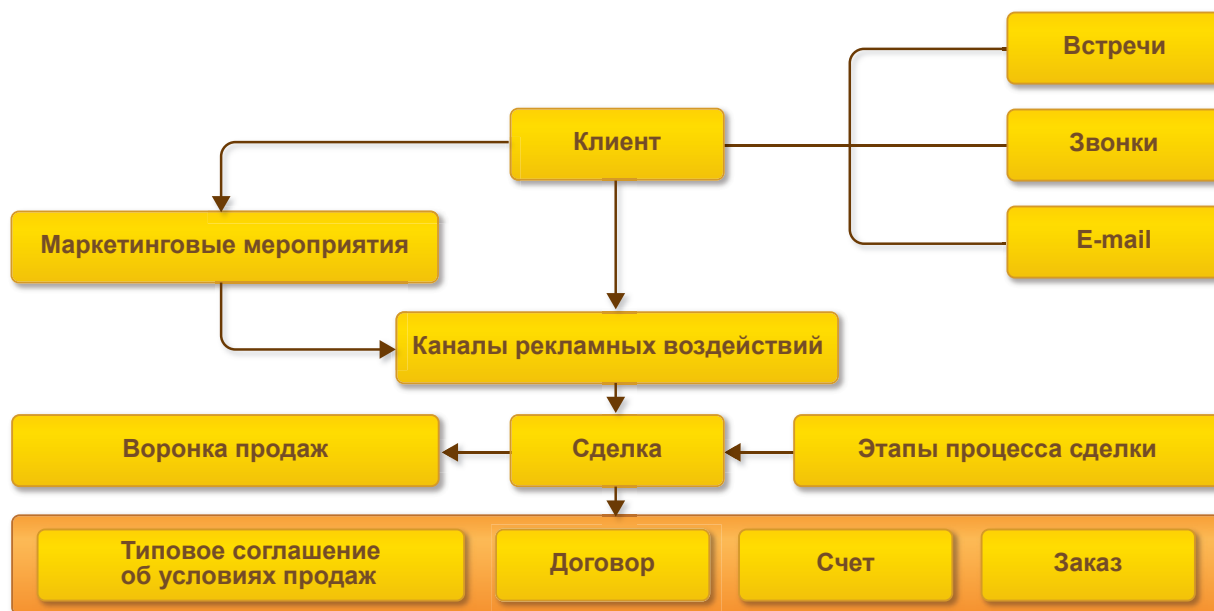 Встречи
Клиент
Звонки
Маркетинговые мероприятия
E-mail
Каналы рекламных воздействий
Воронка продаж
Сделка
Этапы процесса сделки
Типовое соглашение
об условиях продаж
Договор
Счет
Заказ